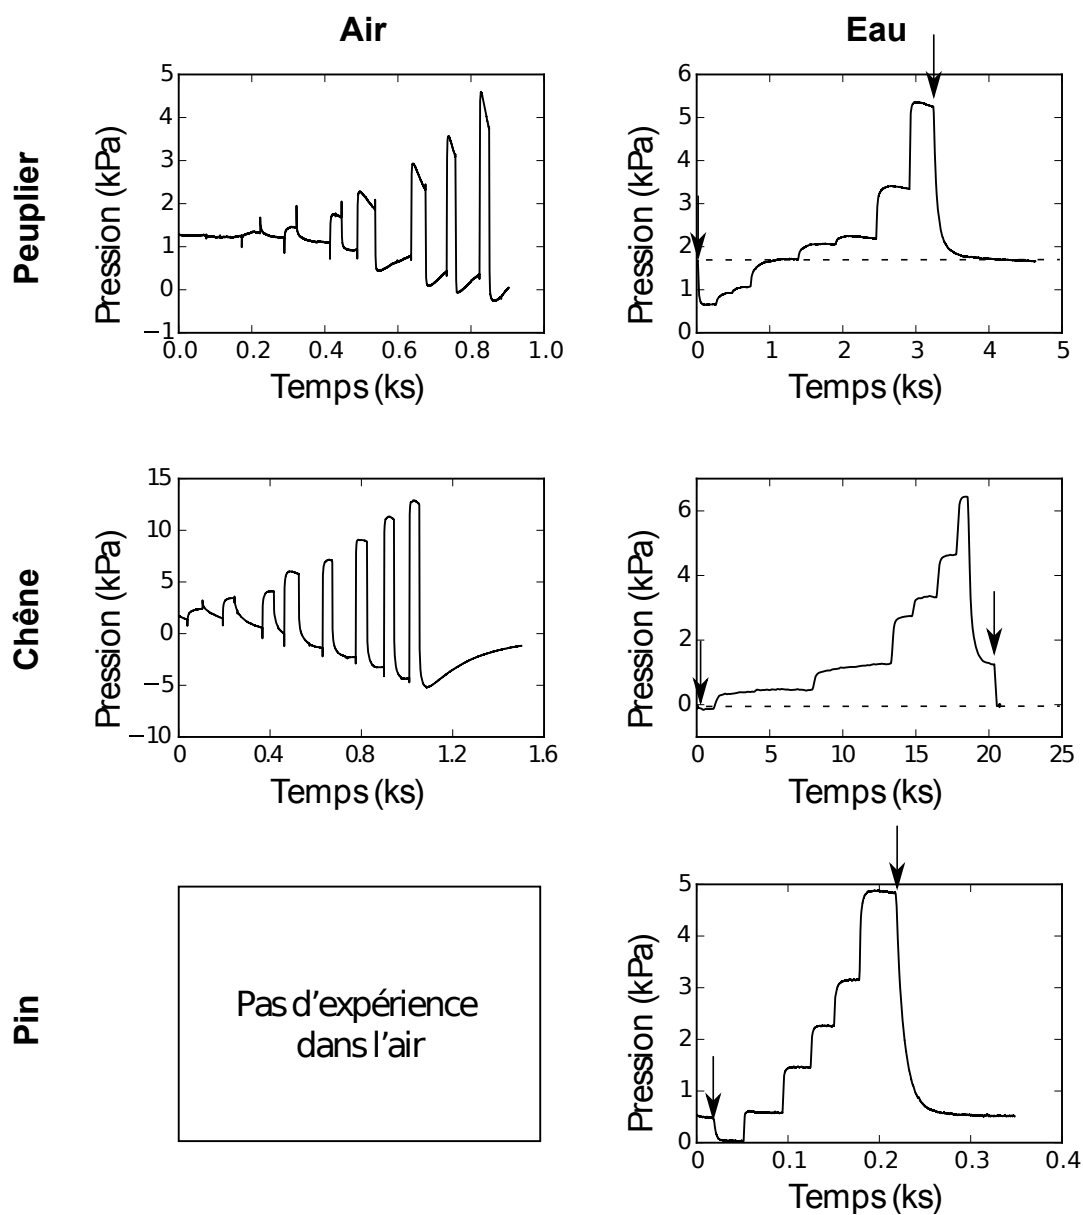 Air
Eau
Peuplier
Pression (kPa)
5
4
3
2
1
0
−1
0.0 0.2 0.4 0.6 0.8 1.0
Temps (ks)
Pression (kPa)
6
5
4
3
2
1
0
0 1 2 3 4 5
Temps (ks)
Chêne
Pression (kPa)
15
10
5
0
−5
−10
0 0.4 0.8 1.2 1.6
Temps (ks)
Pression (kPa)
6
4
2
0
0 5 10 15 20 25
Temps (ks)
Pin
Pas d'expérience
dans l'air
Pression (kPa)
5
4
3
2
1
0
0 0.1 0.2 0.3 0.4
Temps (ks)